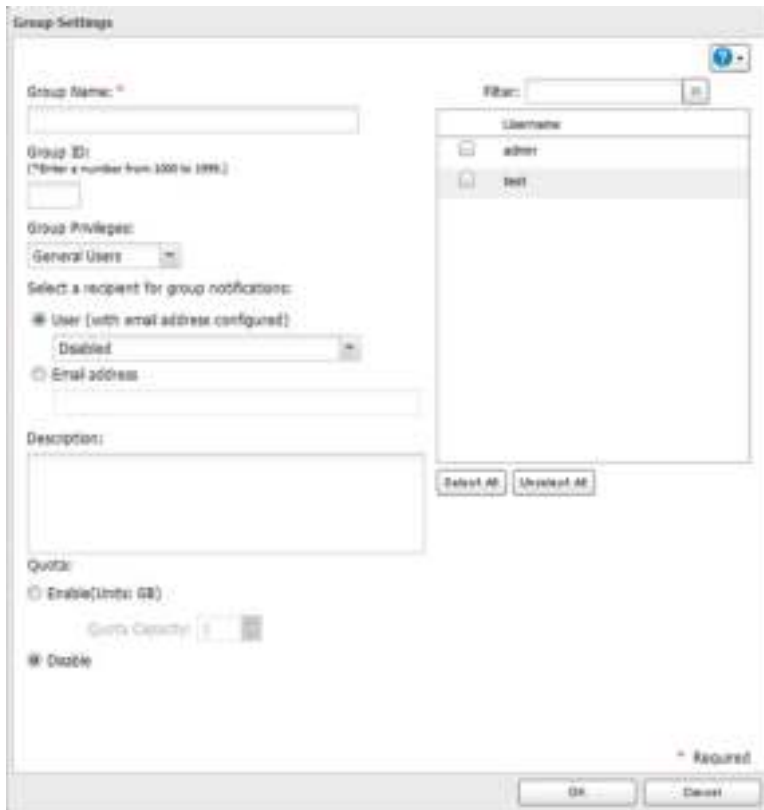 Group Settings
Group Name: *
Group ID:
(*Enter a number from 1000 to 1999.)
Group Privileges:
General Users
Select a recipient for group notifications:
User (with email address configured)
Disabled
Email address
Description:
Quota:
Enable(Units: GB)
Quota Capacity: 1
Disable
Filter:
Username
admin
test
Select All Unselect All
* Required
OK Cancel